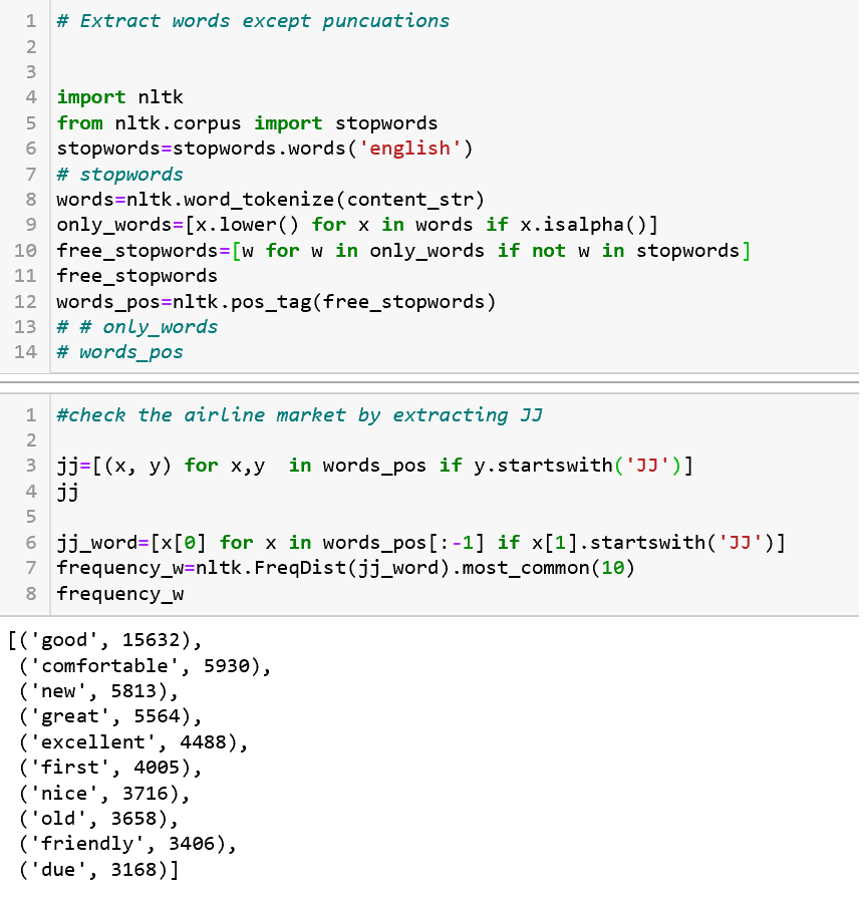 1 # Extract words except puncuations
2
3
4 import nltk
5 from nltk.corpus import stopwords
6 stopwords=stopwords.words('english')
7 # stopwords
8 words=nltk.word_tokenize(content_str)
9 only_words=[x.lower() for x in words if x.isalpha()]
10 free_stopwords=[w for w in only_words if not w in stopwords]
11 free_stopwords
12 words_pos=nltk.pos_tag(free_stopwords)
13 # # only_words
14 # words_pos
1 #check the airline market by extracting JJ
2
3 jj=[(x, y) for x,y  in words_pos if y.startswith('JJ')]
4 jj
5
6 jj_word=[x[0] for x in words_pos[:-1] if x[1].startswith('JJ')]
7 frequency_w=nltk.FreqDist(jj_word).most_common(10)
8 frequency_w
[('good', 15632),
('comfortable', 5930),
('new', 5813),
('great', 5564),
('excellent', 4488),
('first', 4005),
('nice', 3716),
('old', 3658),
('friendly', 3406),
('due', 3168)]